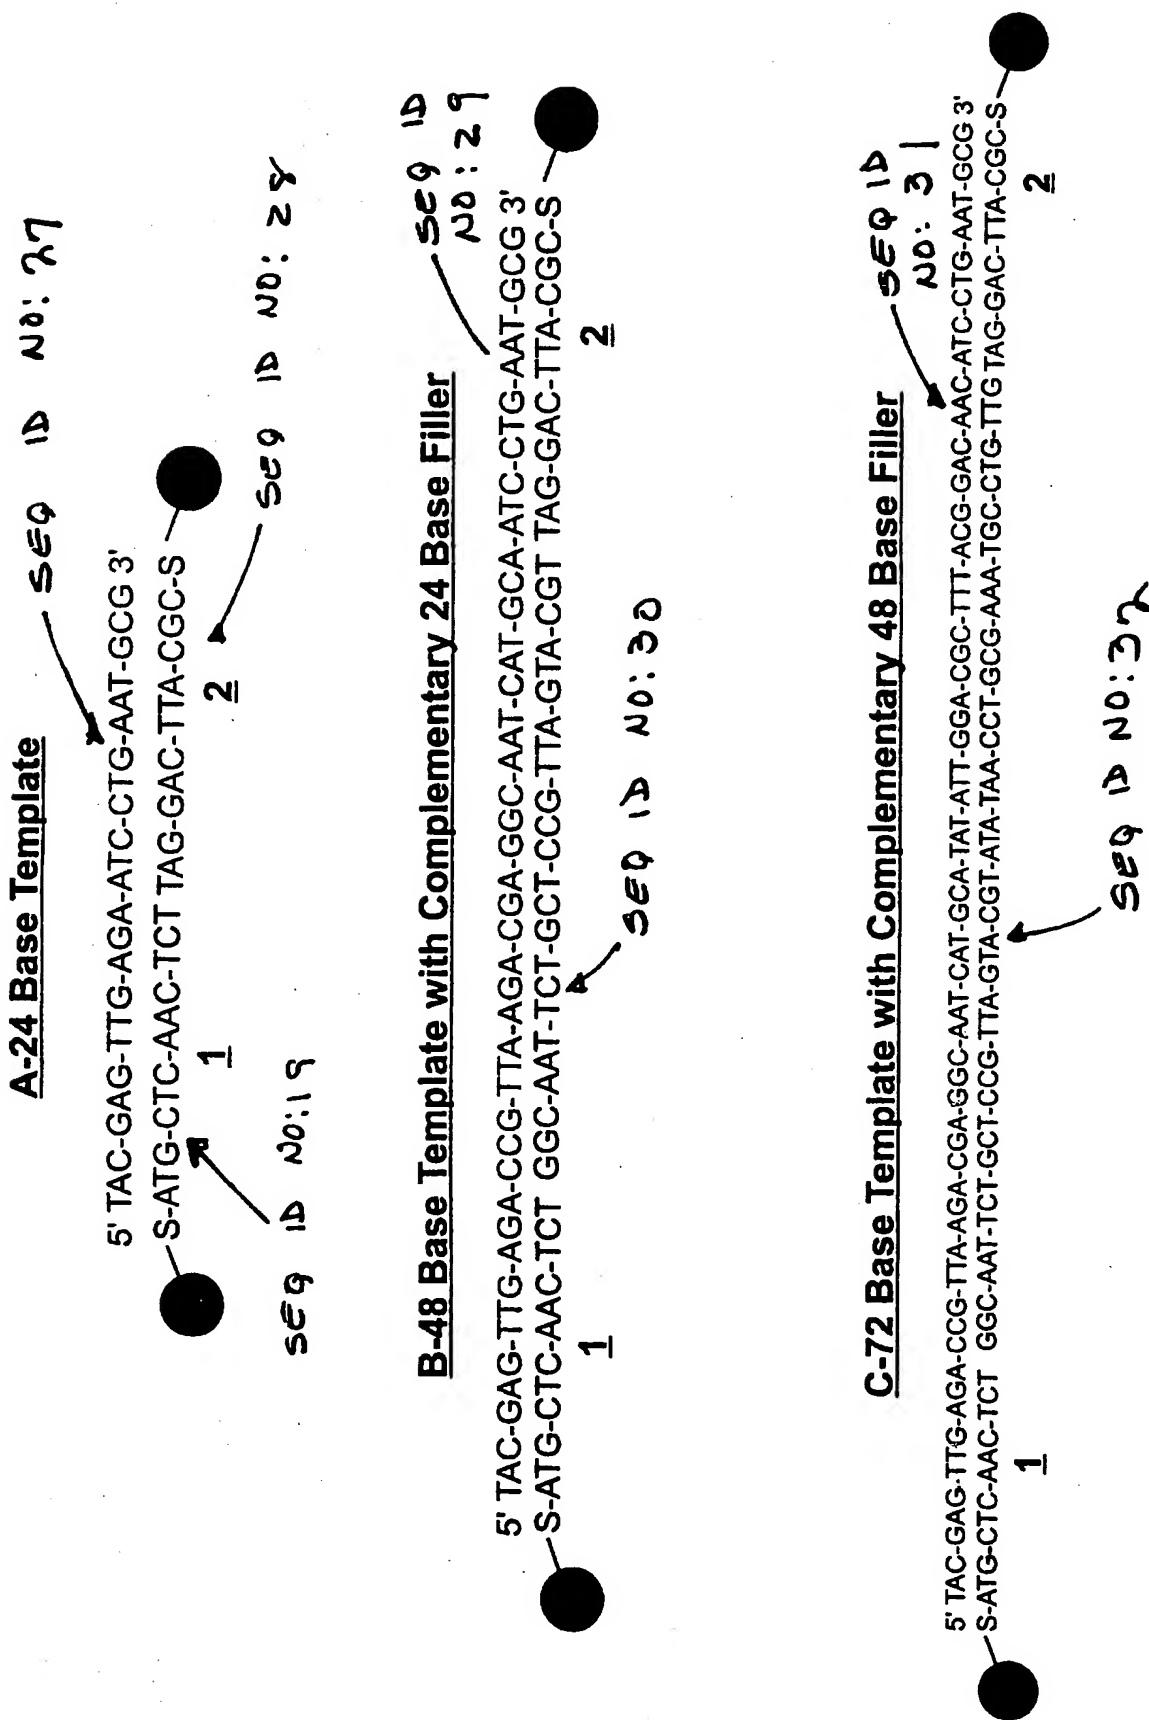 A-24 Base Template
SEQ ID NO: 27
5' TAC-GAG-TTG-AGA-ATC-CTG-AAT-GCG 3'
S-ATG-CTC-AAC-TCT TAG-GAC-TTA-CGC-S
1
2
SEQ ID NO:19
SEQ ID NO: 28
B-48 Base Template with Complementary 24 Base Filler
SEQ ID
NO: 29
5' TAC-GAG-TTG-AGA-CCG-TTA-AGA-CGA-GGC-AAT-CAT-GCA-ATC-CTG-AAT-GCG 3'
S-ATG-CTC-AAC-TCT GGC-AAT-TCT-GCT-CCG-TTA-GTA-CGT TAG-GAC-TTA-CGC-S
1
2
SEQ ID NO:30
C-72 Base Template with Complementary 48 Base Filler
SEQ ID
NO: 31
5' TAC-GAG-TTG-AGA-CCG-TTA-AGA-CGA-GGC-AAT-CAT-GCA-TAT-ATT-GGA-CGC-TTT-ACG-GAC-AAC-ATC-CTG-AAT-GCG 3'
S-ATG-CTC-AAC-TCT GGC-AAT-TCT-GCT-CCG-TTA-GTA-CGT-ATA-TAA-CCT-GCG-AAA-TGC-CTG-TTG TAG-GAC-TTA-CGC-S
1
2
SEQ ID NO:32